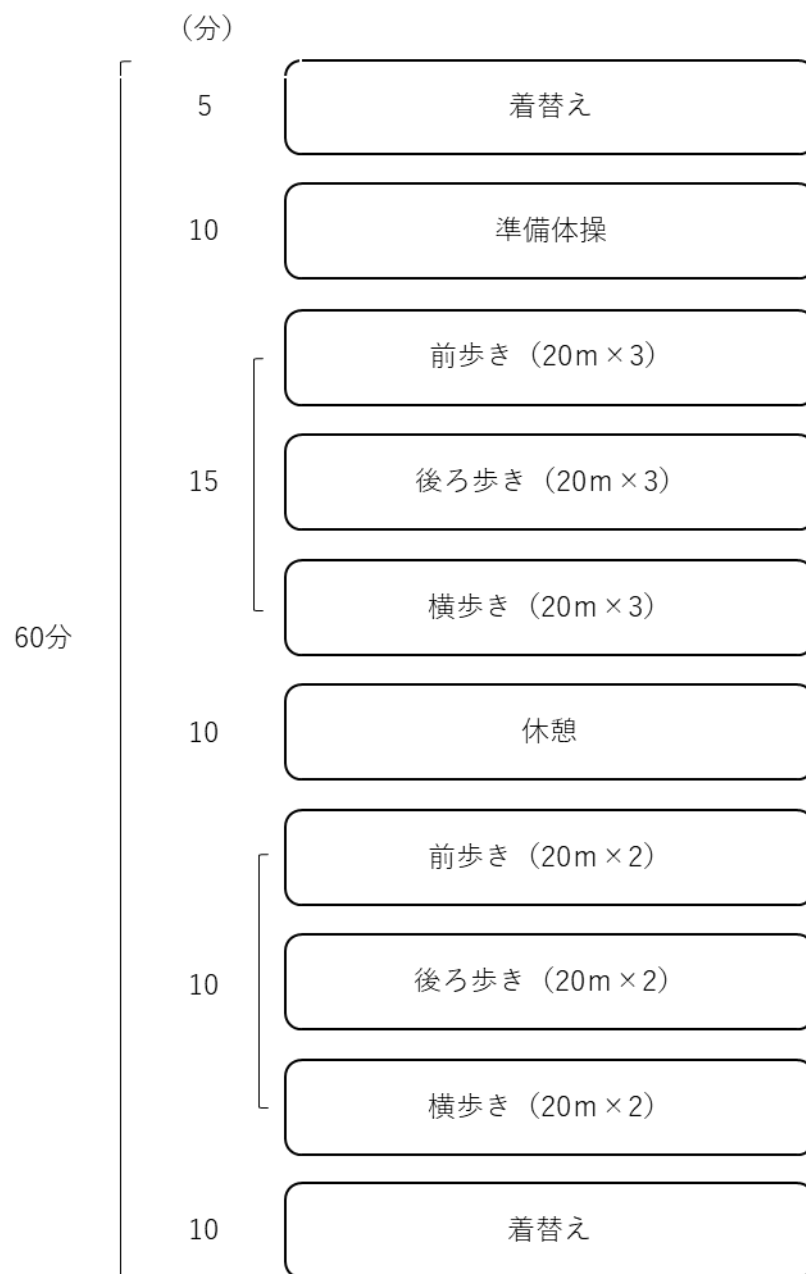 （分）
5
着替え
10
準備体操
前歩き（20m×3）
15
後ろ歩き（20m×3）
横歩き（20m×3）
60分
10
休憩
前歩き（20m×2）
10
後ろ歩き（20m×2）
横歩き（20m×2）
10
着替え